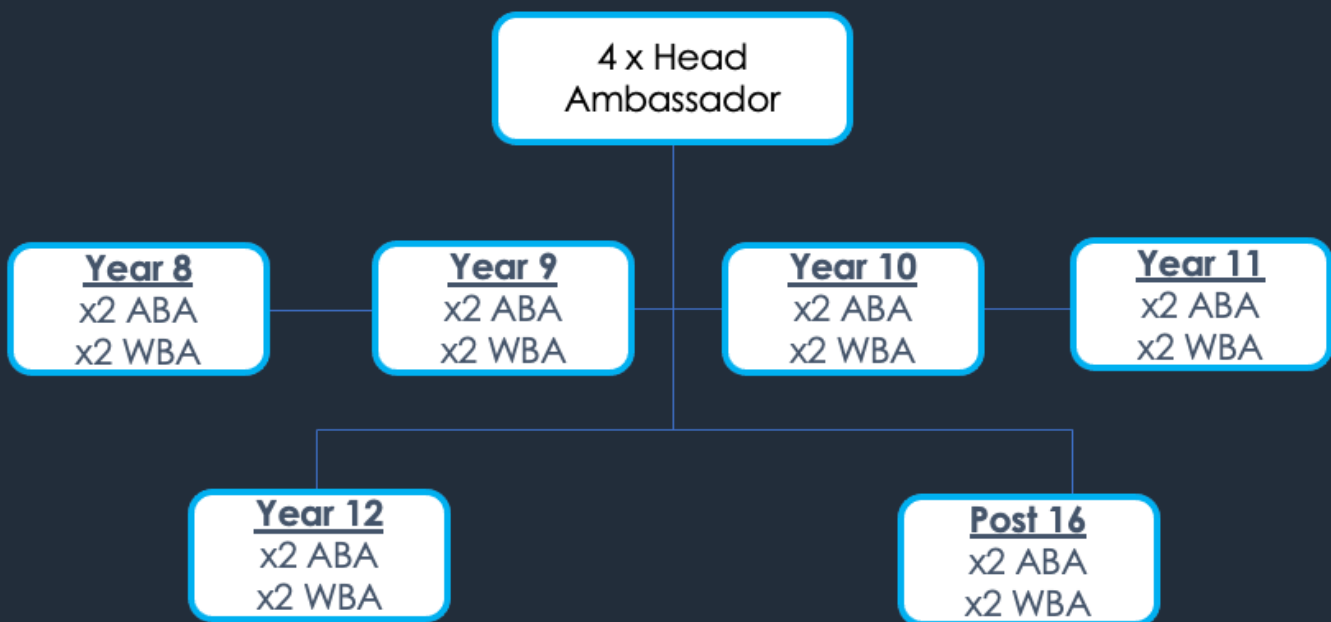 4 x Head
Ambassador
Year 8
x2 ABA
x2 WBA
Year 9
x2 ABA
x2 WBA
Year 10
x2 ABA
x2 WBA
Year 11
x2 ABA
x2 WBA
Year 12
x2 ABA
x2 WBA
Post 16
x2 ABA
x2 WBA